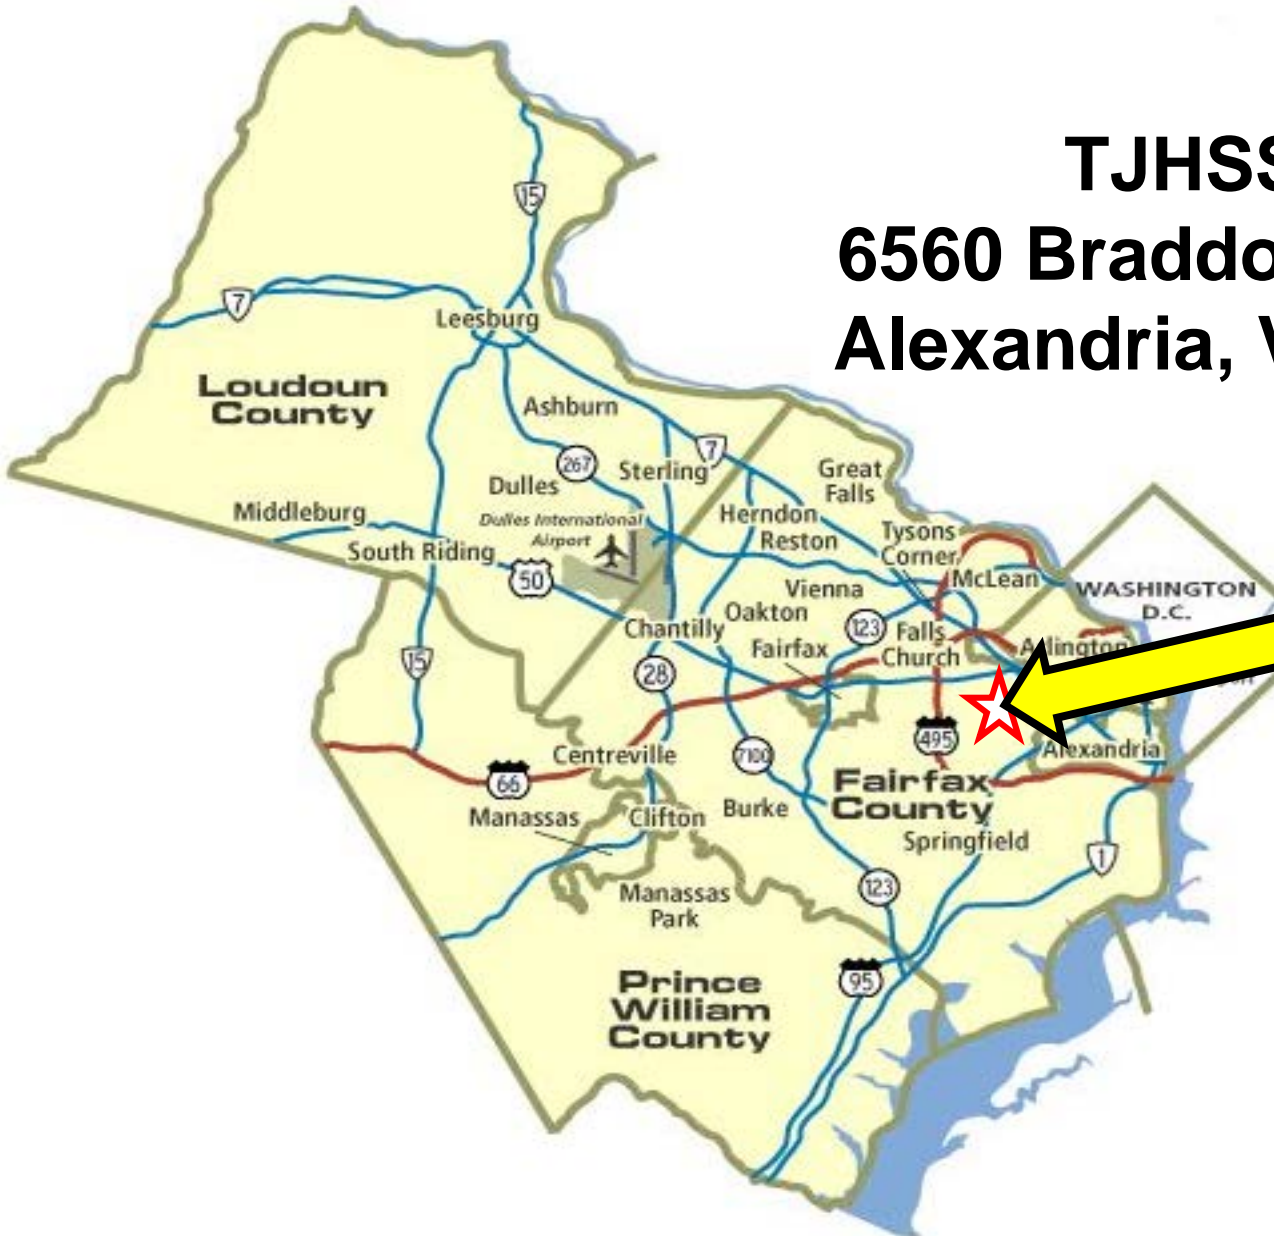 TJHSS
6560 Braddo
Alexandria, V
15
7
Leesburg
Loudoun
County
Ashburn
267
Sterling
7
Great
Falls
Dulles
Middleburg
Dulles International
Airport
Herndon
Reston
Tysons
Corner
South Riding
50
McLean
Vienna
WASHINGTON
D.C.
Oakton
Chantilly
123
Falls
Church
Fairfax
Arlington
15
28
495
Alexandria
Centreville
7100
66
Fairfax
County
Manassas
Clifton
Burke
Springfield
1
Manassas
Park
123
95
Prince
William
County